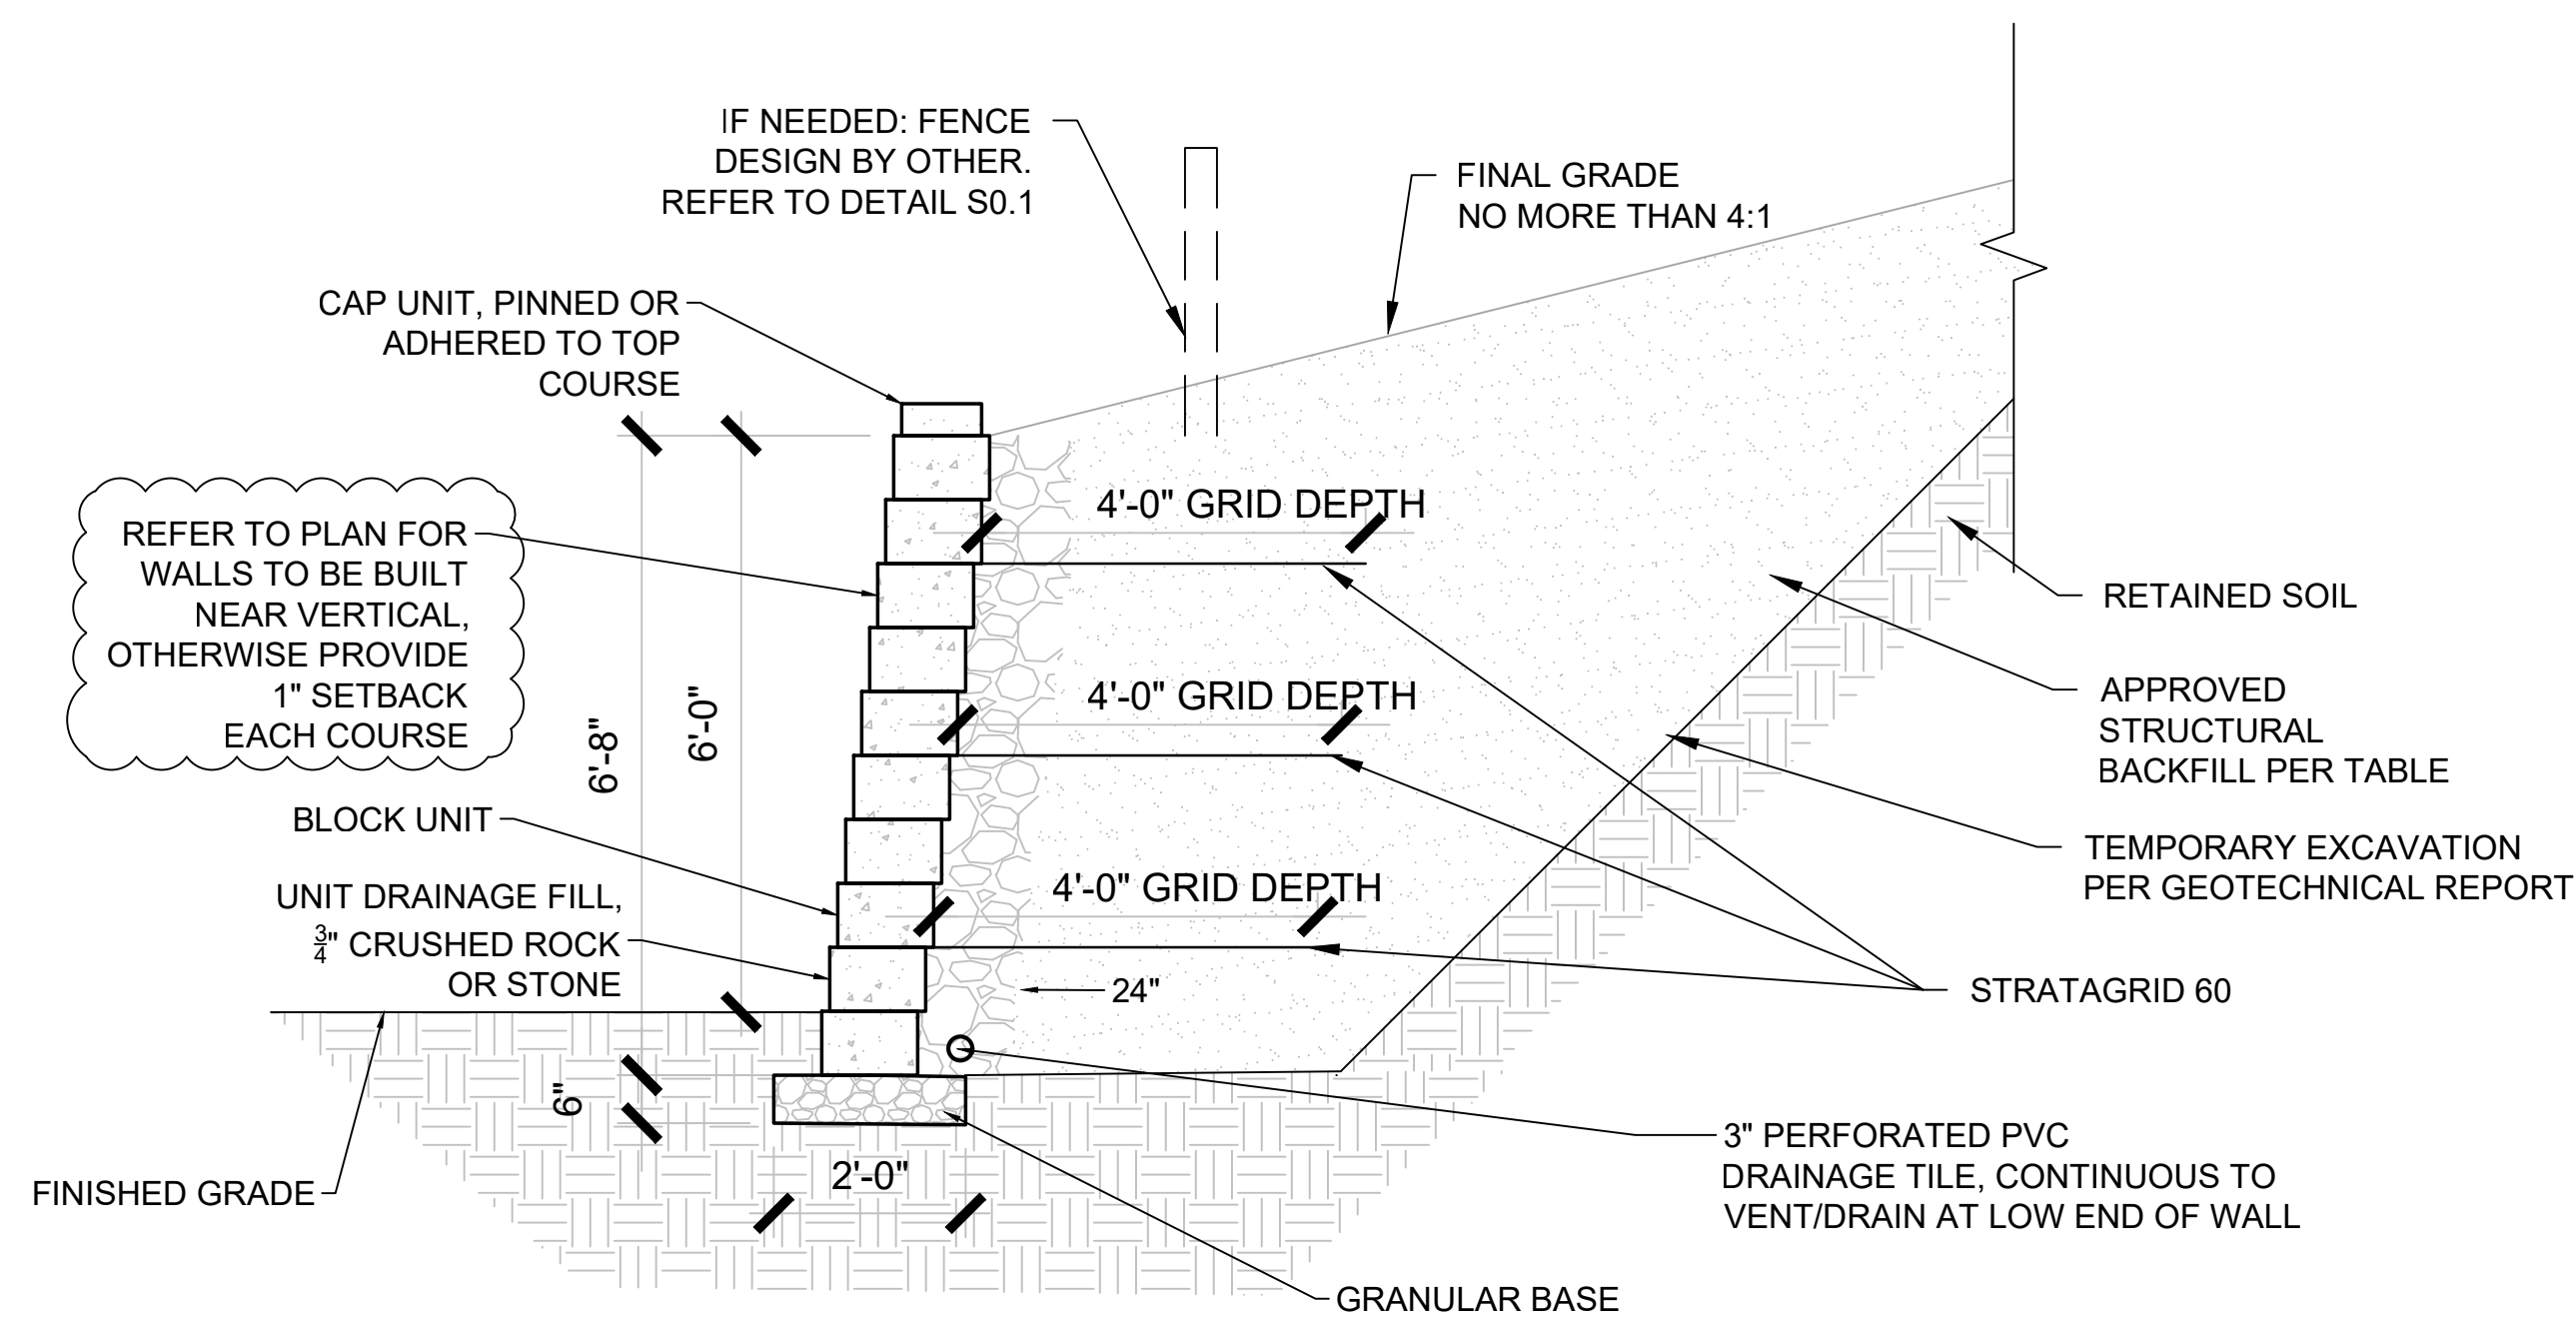 IF NEEDED: FENCE
DESIGN BY OTHER.
REFER TO DETAIL S0.1
FINAL GRADE
NO MORE THAN 4:1
CAP UNIT, PINNED OR
ADHERED TO TOP
COURSE
REFER TO PLAN FOR
WALLS TO BE BUILT
NEAR VERTICAL,
OTHERWISE PROVIDE
1" SETBACK
EACH COURSE
4'-0" GRID DEPTH
4'-0" GRID DEPTH
4'-0" GRID DEPTH
6'-8"
6'-0"
BLOCK UNIT
UNIT DRAINAGE FILL,
3/4" CRUSHED ROCK
OR STONE
24"
RETAINED SOIL
APPROVED
STRUCTURAL
BACKFILL PER TABLE
TEMPORARY EXCAVATION
PER GEOTECHNICAL REPORT
STRATAGRID 60
6"
2'-0"
FINISHED GRADE
3" PERFORATED PVC
DRAINAGE TILE, CONTINUOUS TO
VENT/DRAIN AT LOW END OF WALL
GRANULAR BASE